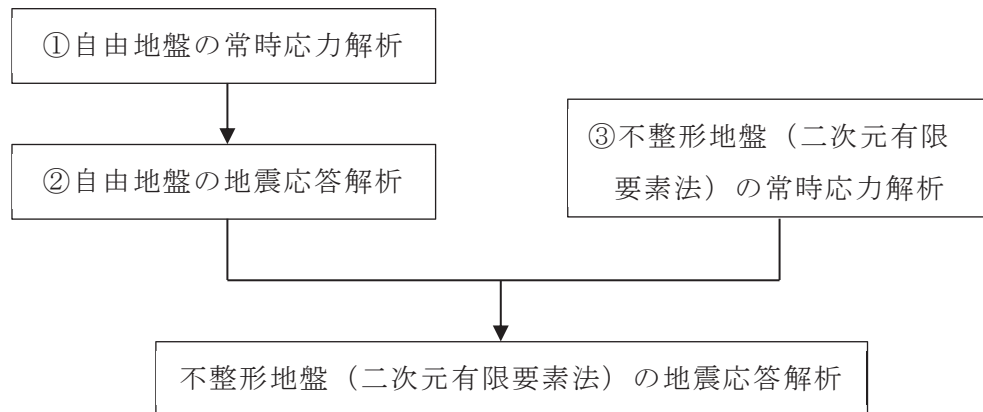 ①自由地盤の常時応力解析
②自由地盤の地震応答解析
③不整形地盤（二次元有限
要素法）の常時応力解析
不整形地盤（二次元有限要素法）の地震応答解析